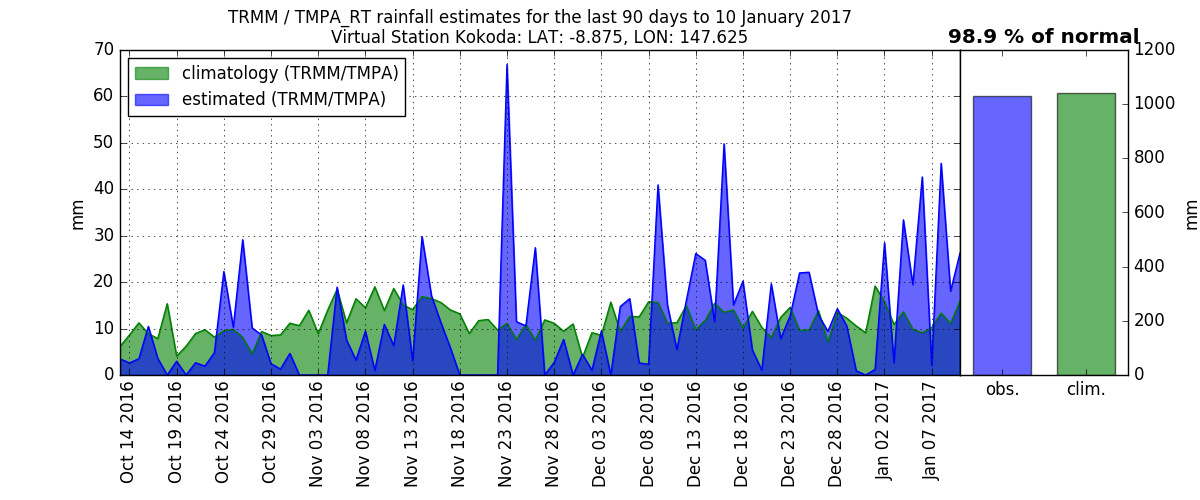 TRMM / TMPA_RT rainfall estimates for the last 90 days to 10 January 2017
Virtual Station Kokoda: LAT: -8.875, LON: 147.625
98.9 % of normal
climatology (TRMM/TMPA)
estimated (TRMM/TMPA)
mm
70
60
50
40
30
20
10
0
Oct 14 2016
Oct 19 2016
Oct 24 2016
Oct 29 2016
Nov 03 2016
Nov 08 2016
Nov 13 2016
Nov 18 2016
Nov 23 2016
Nov 28 2016
Dec 03 2016
Dec 08 2016
Dec 13 2016
Dec 18 2016
Dec 23 2016
Dec 28 2016
Jan 02 2017
Jan 07 2017
obs.
clim.
1200
1000
800
600
400
200
0
mm